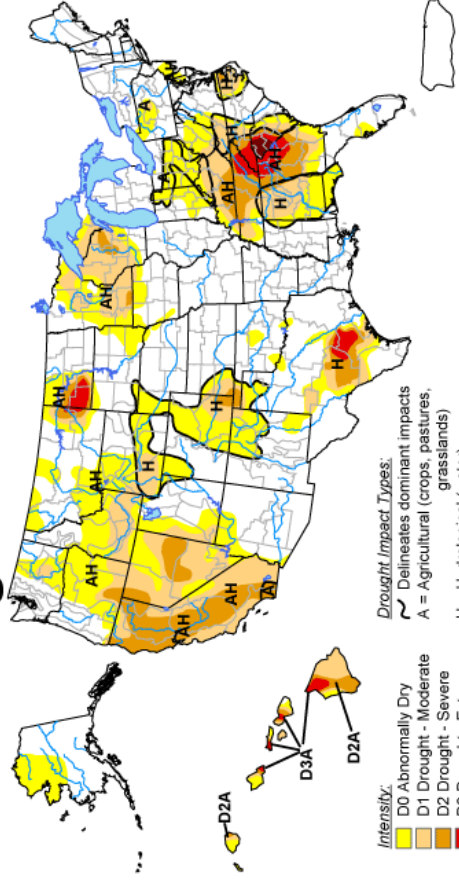 AH
AH
AH
AH
AH
A
AH
AH
H
H
H
A
A
H
AH
AH
H
H
D3A
D2A
D2A
Intensity:
D0 Abnormally Dry
D1 Drought - Moderate
D2 Drought - Severe
Drought Impact Types:
Delineates dominant impacts
A = Agricultural (crops, pastures,
grasslands)